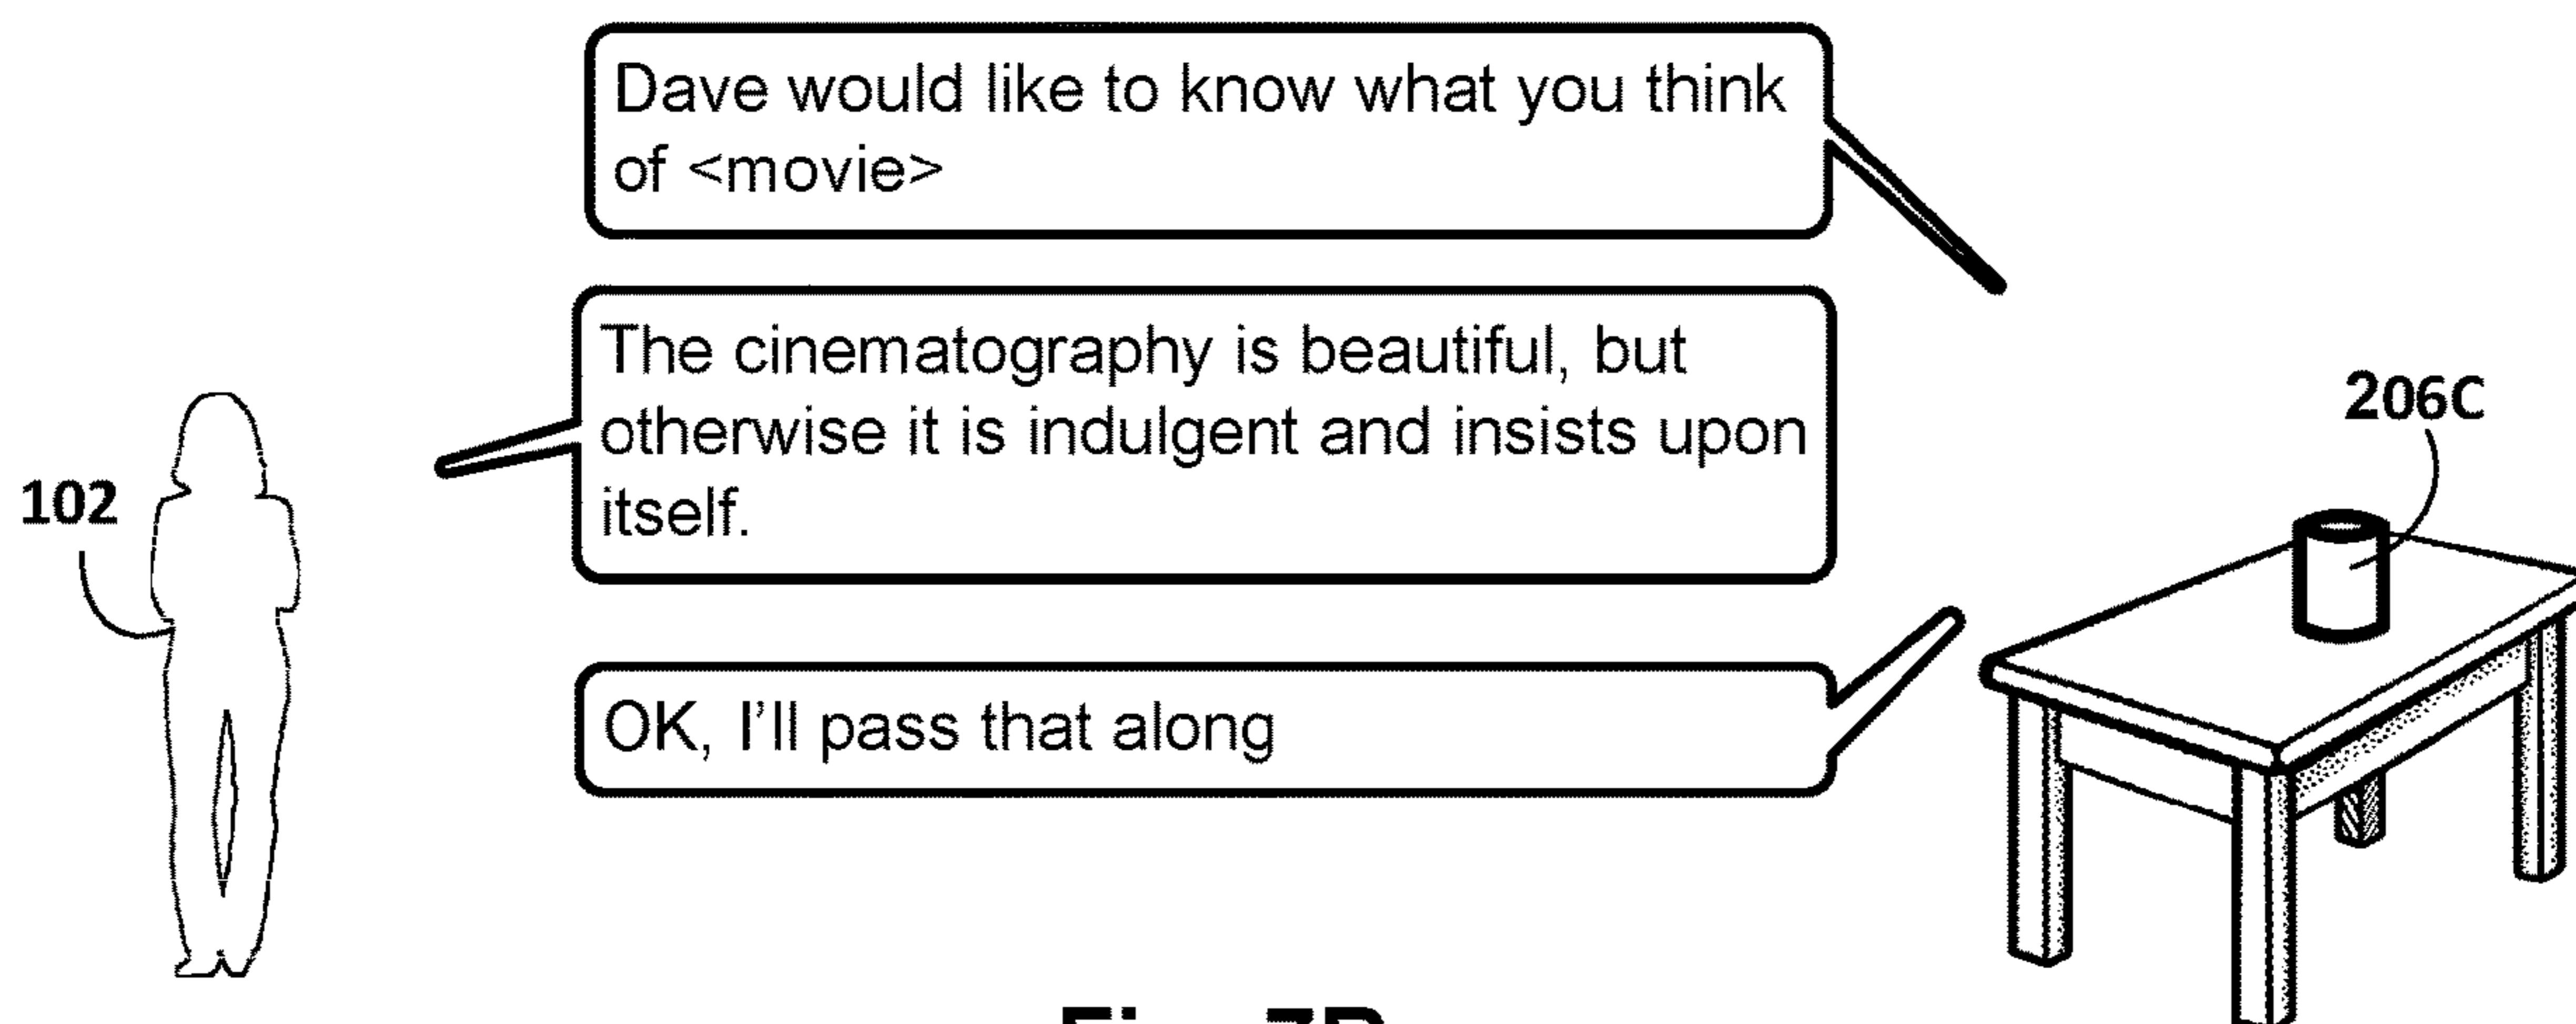 Dave would like to know what you think
of <movie>
The cinematography is beautiful, but
otherwise it is indulgent and insists upon
itself.
206C
102
OK, I'll pass that along